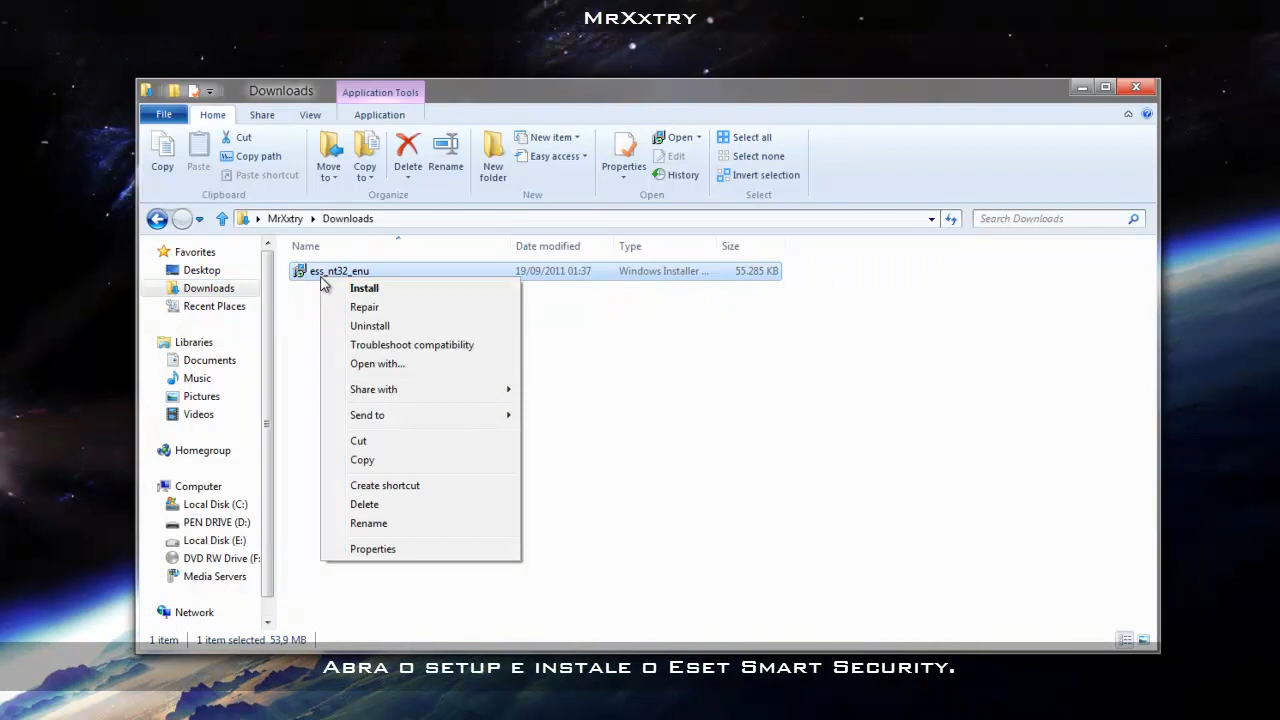 MrXxtry
Downloads
Application Tools
File
Home
Share
View
Application
Copy
Paste
Cut
Copy path
Paste shortcut
Clipboard
Move to
Copy to
Delete
Rename
Organize
New folder
New item
Easy access
New
Properties
Open
Edit
History
Open
Select all
Select none
Invert selection
Select
MrXxtry
Downloads
Search Downloads
Name
Date modified
Type
Size
ess_nt32_enu
19/09/2011 01:37
Windows Installer ...
55.285 KB
Favorites
Desktop
Downloads
Recent Places
Libraries
Documents
Music
Pictures
Videos
Homegroup
Computer
Local Disk (C:)
PEN DRIVE (D:)
Local Disk (E:)
DVD RW Drive (F:
Media Servers
Network
Install
Repair
Uninstall
Troubleshoot compatibility
Open with...
Share with
Send to
Cut
Copy
Create shortcut
Delete
Rename
Properties
1 item
1 item selected 53,9 MB
Abra o setup e instale o Eset Smart Security.